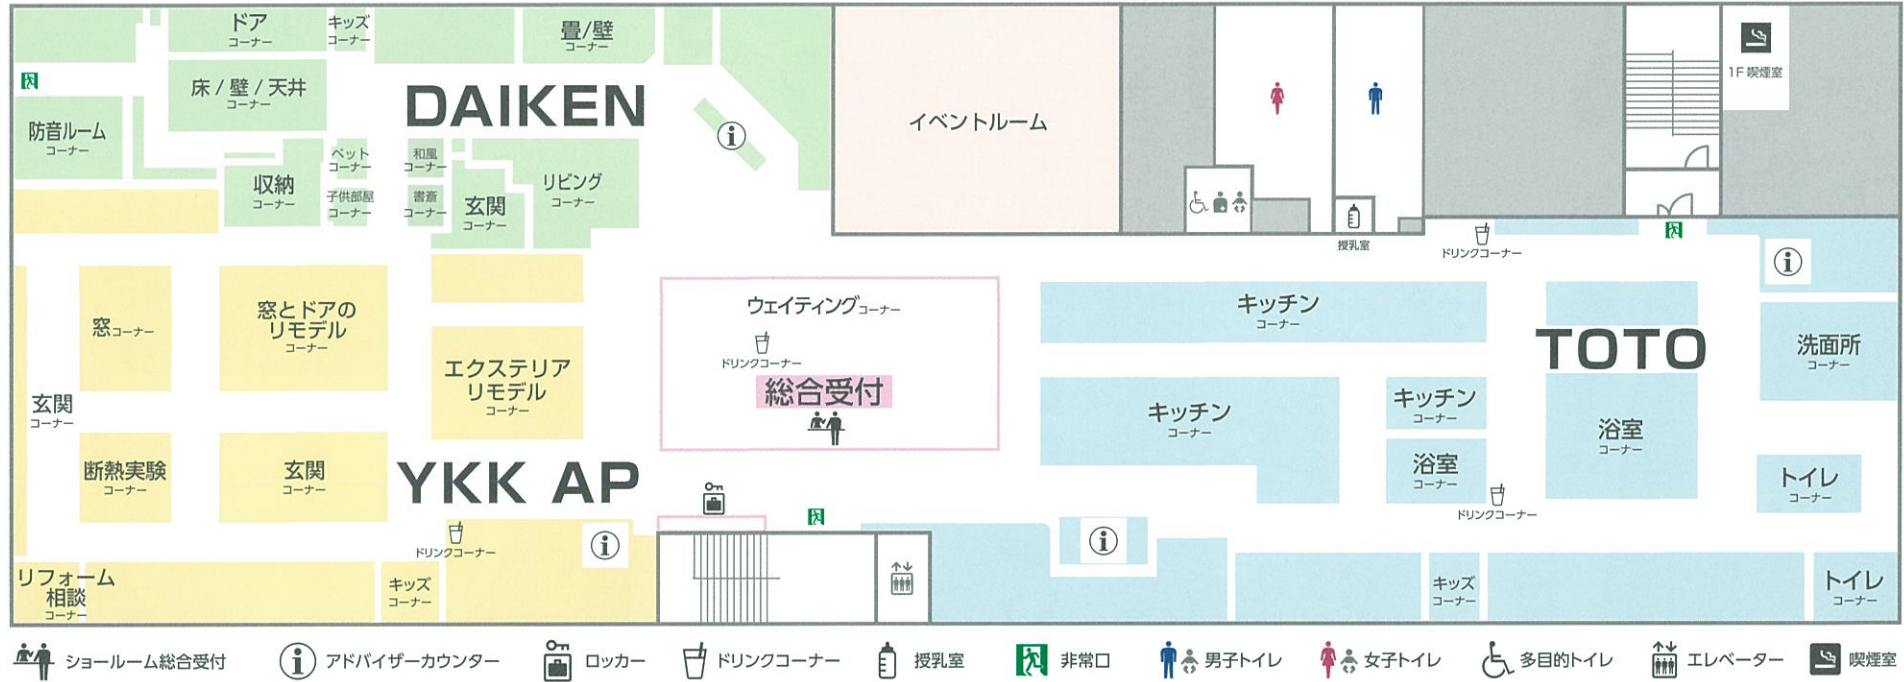 ドア
コーナー
キッズ
コーナー
畳/壁
コーナー
床 / 壁 / 天井
コーナー
防音ルーム
コーナー
DAIKEN
収納
コーナー
ペット
コーナー
子供部屋
コーナー
和風
コーナー
書斎
コーナー
玄関
コーナー
リビング
コーナー
イベントルーム
授乳室
ドリンクコーナー
1F 喫煙室
窓コーナー
窓とドアの
リモデル
コーナー
エクステリア
リモデル
コーナー
玄関
コーナー
断熱実験
コーナー
玄関
コーナー
YKK AP
ドリンクコーナー
リフォーム
相談
コーナー
キッズ
コーナー
ウェイティングコーナー
ドリンクコーナー
総合受付
キッチン
コーナー
キッチン
コーナー
キッチン
コーナー
浴室
コーナー
ドリンクコーナー
TOTO
浴室
コーナー
洗面所
コーナー
トイレ
コーナー
キッズ
コーナー
トイレ
コーナー
ショールーム総合受付
アドバイザーカウンター
ロッカー
ドリンクコーナー
授乳室
非常口
男子トイレ
女子トイレ
多目的トイレ
エレベーター
喫煙室